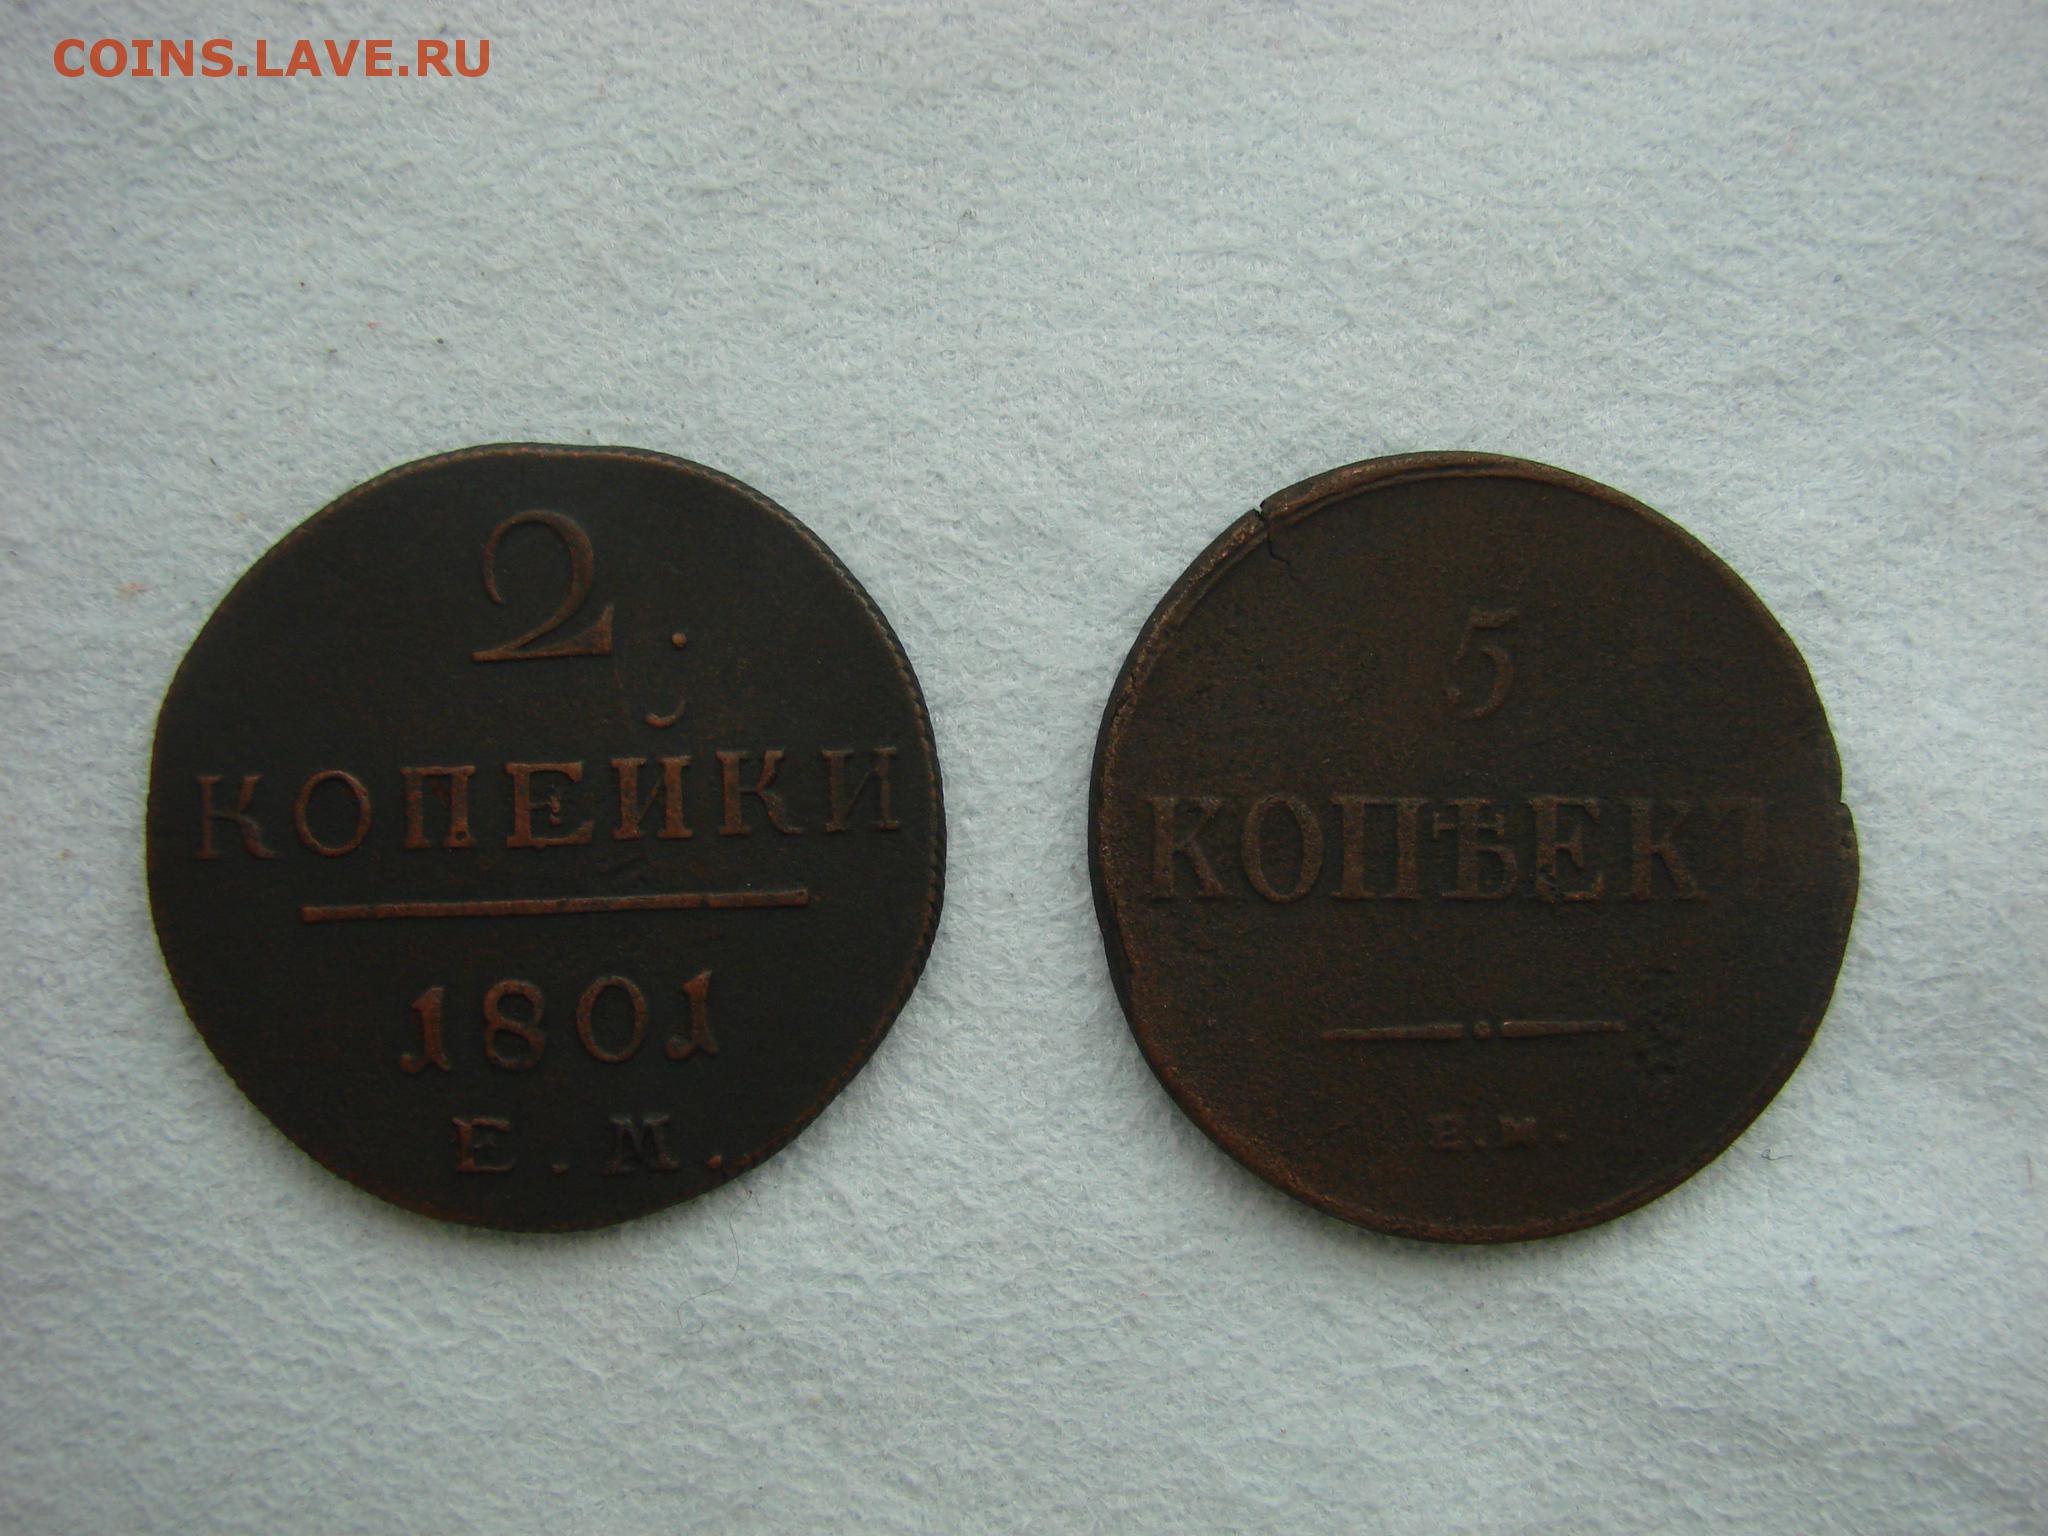 COINS.LAVE.RU
2.
КОПЕЙКИ
1801
Е.М.
5
КОПѢЕКЪ
Е.М.